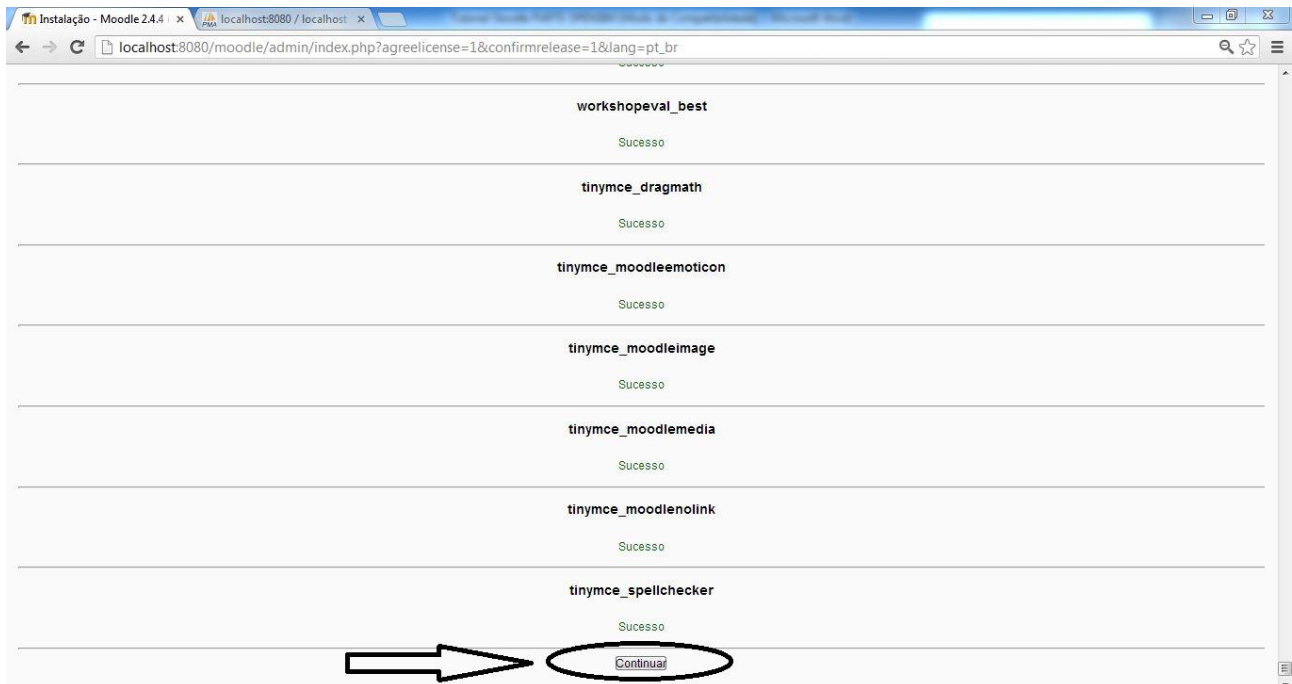 Instalação - Moodle 2.4.4
localhost:8080 / localhost
localhost:8080/moodle/admin/index.php?agreelicense=1&confirmrelease=1&lang=pt_br
Sucesso
workshopeval_best
Sucesso
tinymce_dragmath
Sucesso
tinymce_moodleemoticon
Sucesso
tinymce_moodleimage
Sucesso
tinymce_moodlemedia
Sucesso
tinymce_moodlenolink
Sucesso
tinymce_spellchecker
Sucesso
Continuar